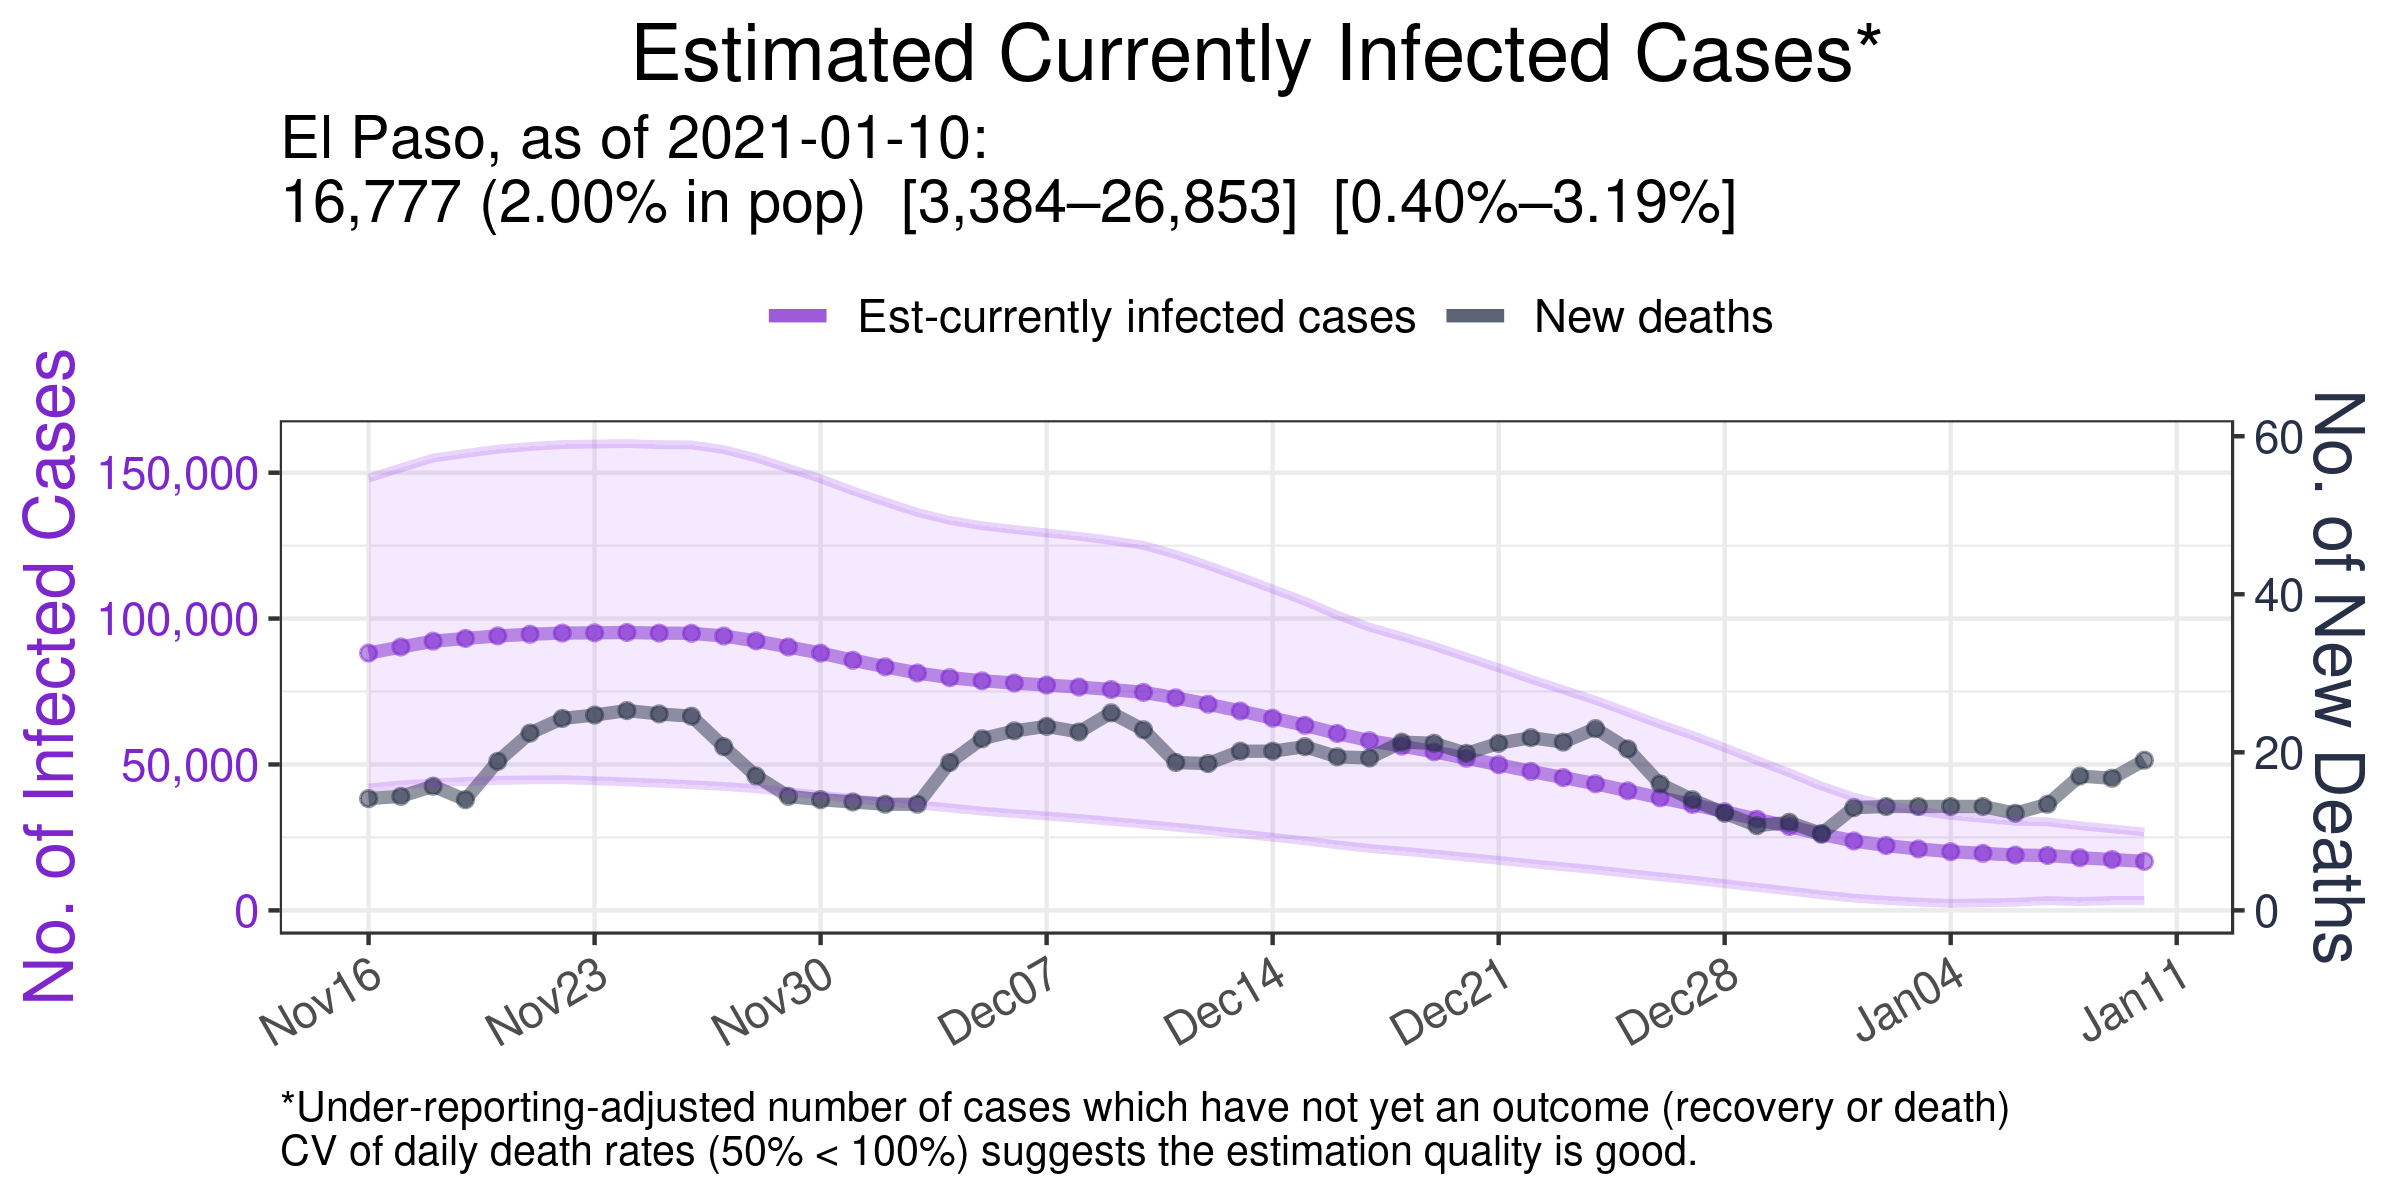 Estimated Currently Infected Cases*
El Paso, as of 2021-01-10:
16,777 (2.00% in pop)  [3,384–26,853]  [0.40%–3.19%]
Est-currently infected cases
New deaths
No. of Infected Cases
150,000
100,000
50,000
0
60
40
20
0
No. of New Deaths
Nov16
Nov23
Nov30
Dec07
Dec14
Dec21
Dec28
Jan04
Jan11
*Under-reporting-adjusted number of cases which have not yet an outcome (recovery or death)
CV of daily death rates (50% < 100%) suggests the estimation quality is good.